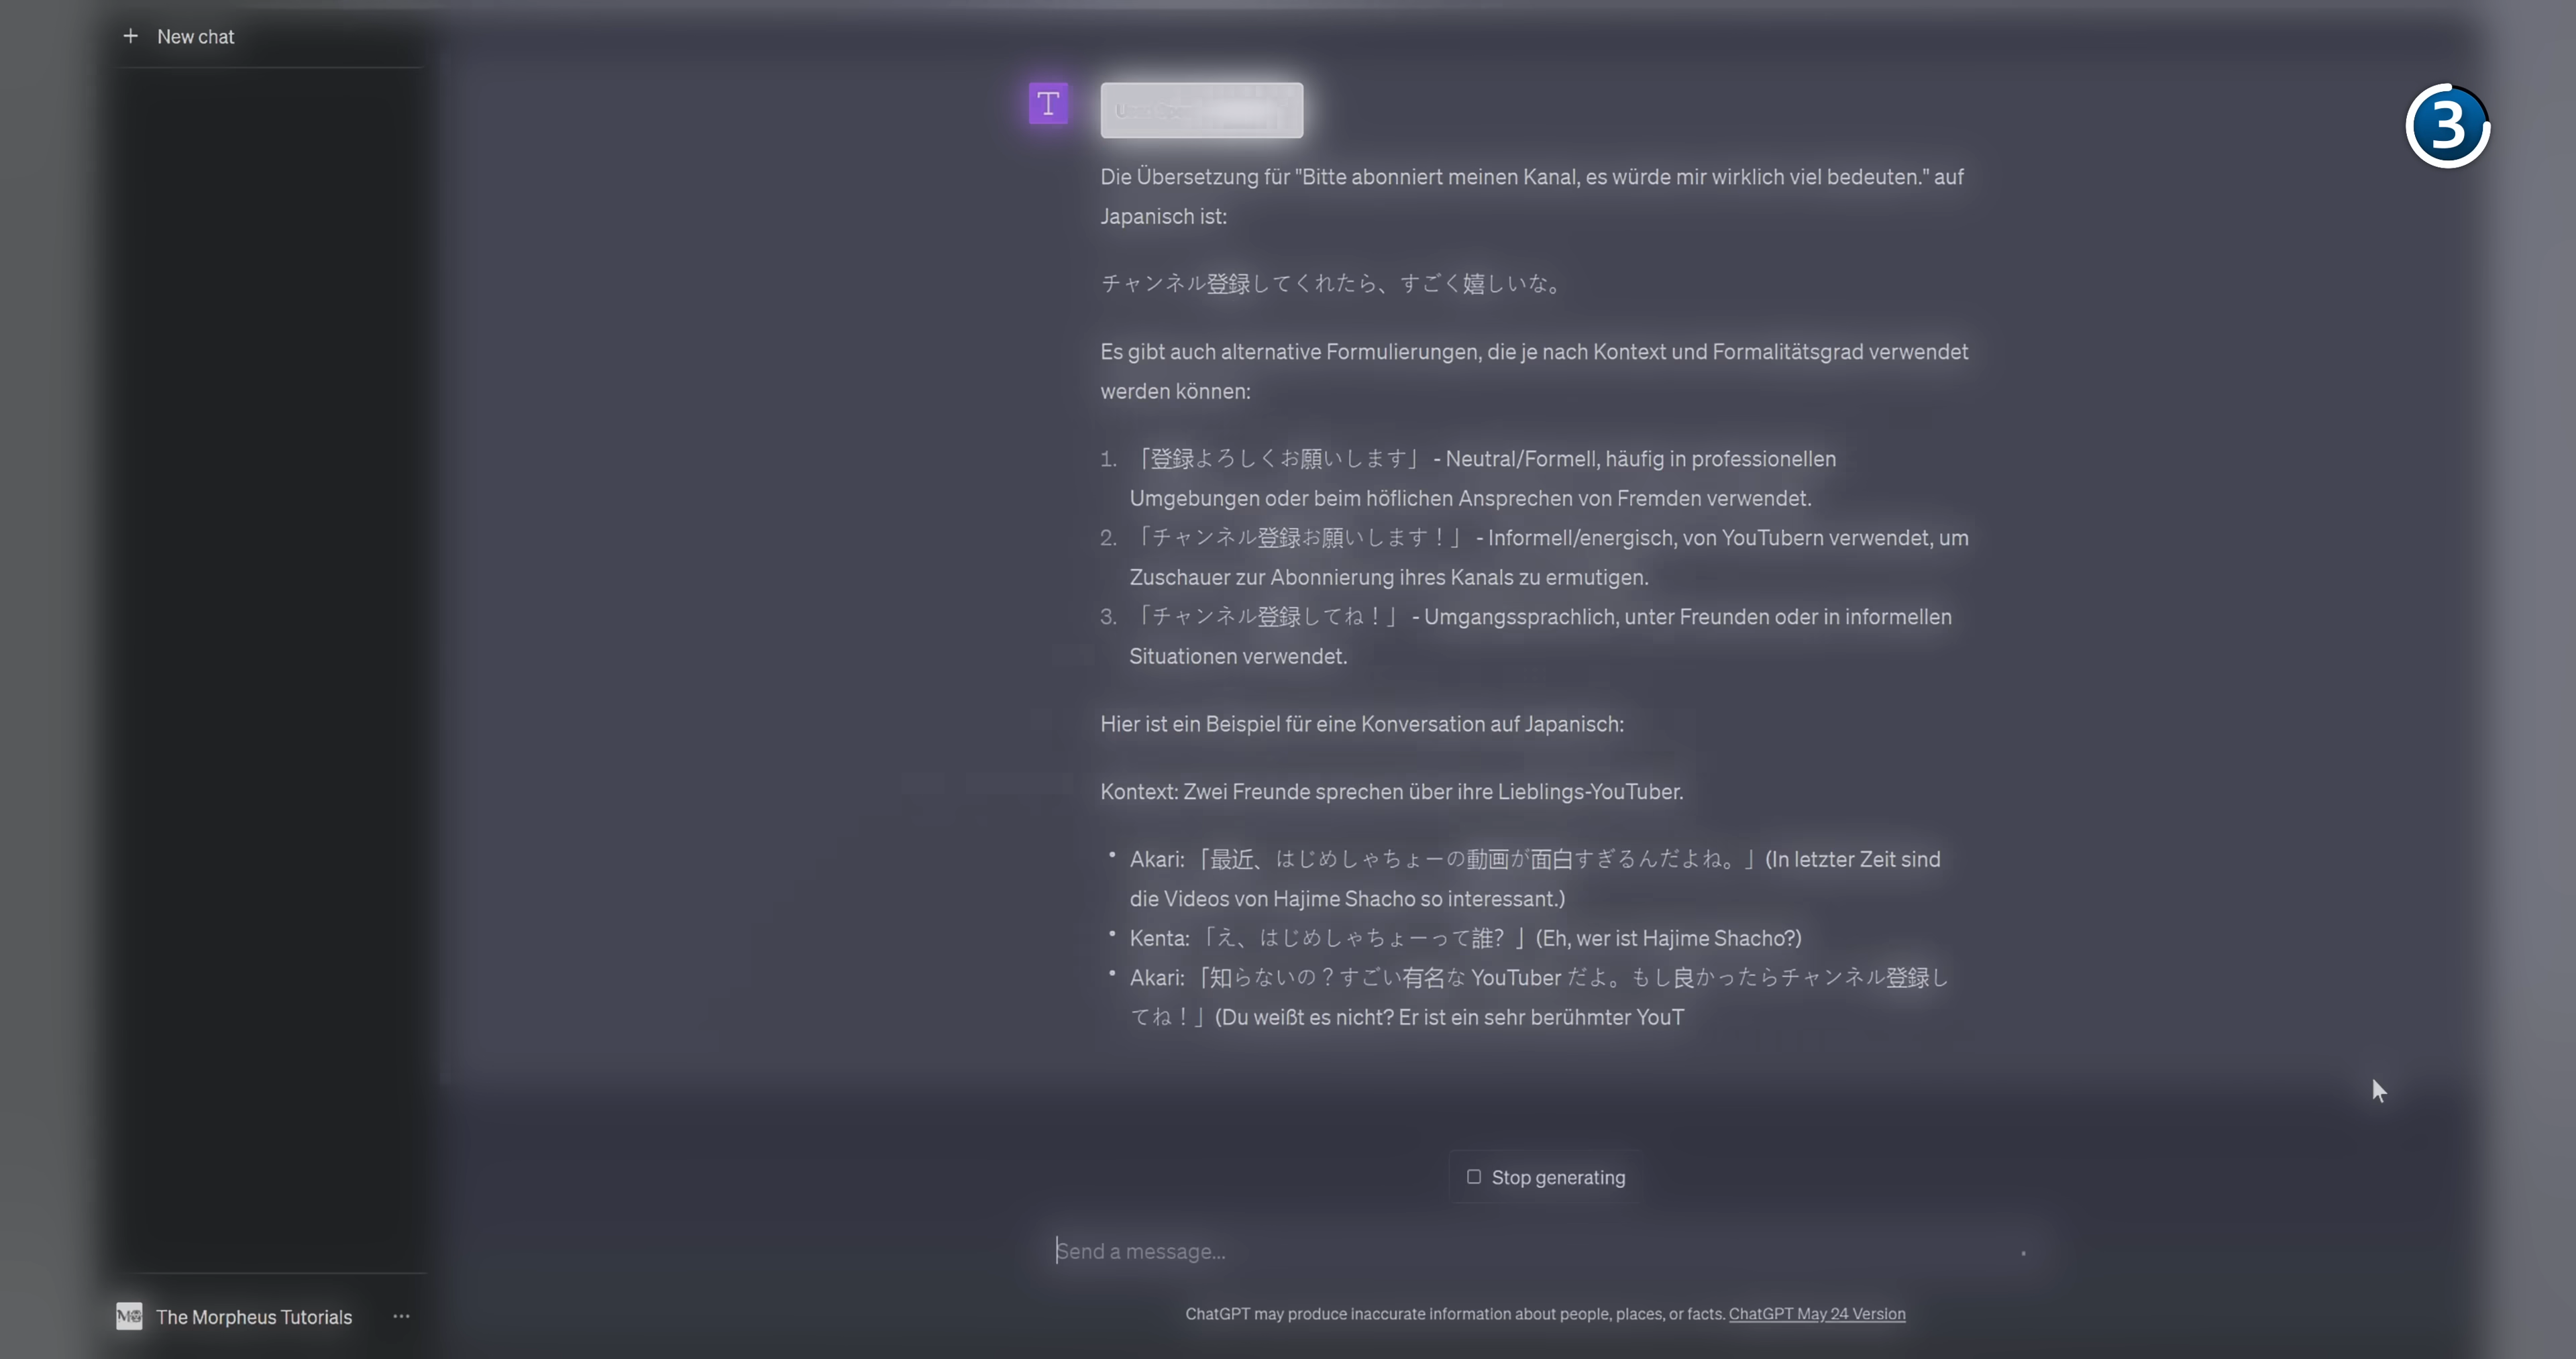 New chat
T
3
Die Übersetzung für "Bitte abonniert meinen Kanal, es würde mir wirklich viel bedeuten." auf
Japanisch ist:
チャンネル登録してくれたら、すごく嬉しいな。
Es gibt auch alternative Formulierungen, die je nach Kontext und Formalitätsgrad verwendet
werden können:
1. 「登録よろしくお願いします」 - Neutral/Formell, häufig in professionellen
Umgebungen oder beim höflichen Ansprechen von Fremden verwendet.
2. 「チャンネル登録お願いします！」 - Informell/energisch, von YouTubern verwendet, um
Zuschauer zur Abonnierung ihres Kanals zu ermutigen.
3. 「チャンネル登録してね！」 - Umgangssprachlich, unter Freunden oder in informellen
Situationen verwendet.
Hier ist ein Beispiel für eine Konversation auf Japanisch:
Kontext: Zwei Freunde sprechen über ihre Lieblings-YouTuber.
• Akari: 「最近、はじめしゃちょーの動画が面白すぎるんだよね。」(In letzter Zeit sind
die Videos von Hajime Shacho so interessant.)
• Kenta: 「え、はじめしゃちょーって誰？」(Eh, wer ist Hajime Shacho?)
• Akari: 「知らないの？すごい有名な YouTuber だよ。もし良かったらチャンネル登録し
てね！」(Du weißt es nicht? Er ist ein sehr berühmter YouT
Stop generating
Send a message...
The Morpheus Tutorials
ChatGPT may produce inaccurate information about people, places, or facts. ChatGPT May 24 Version